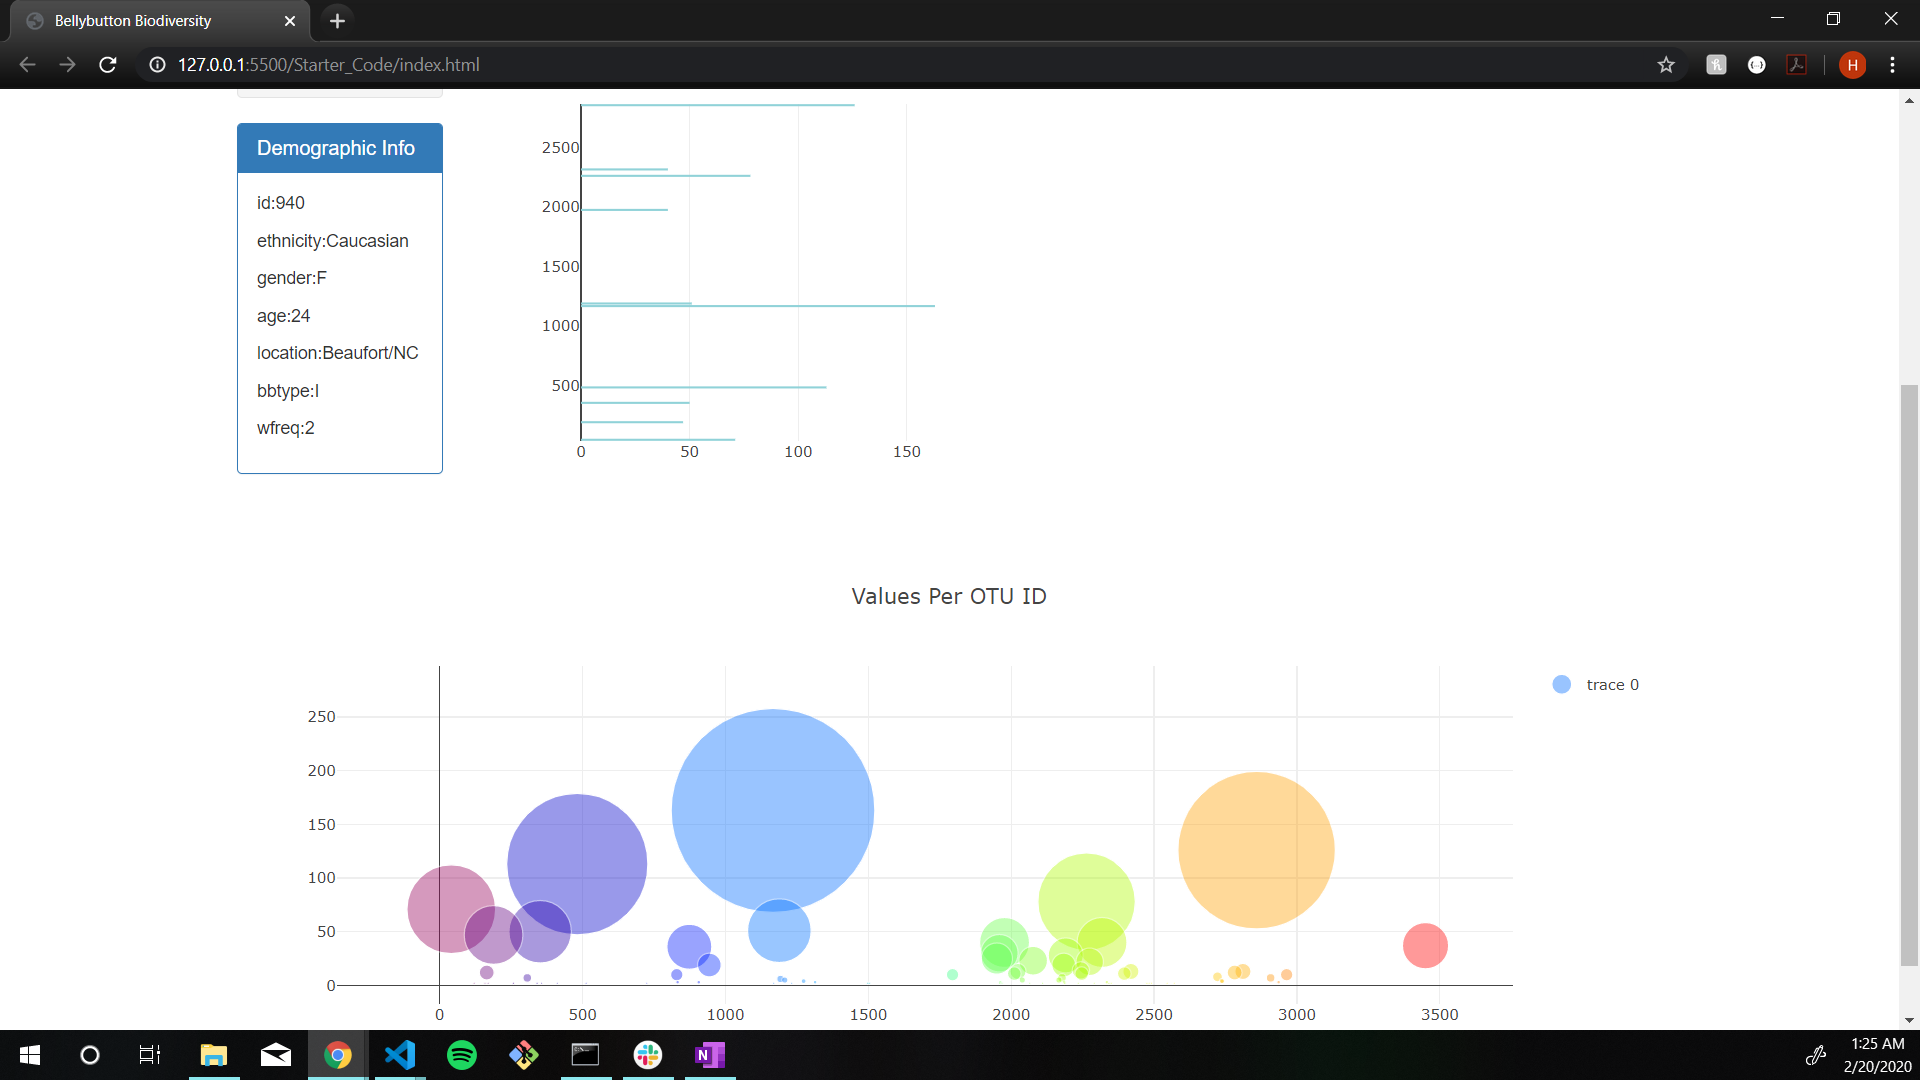 Bellybutton Biodiversity
127.0.0.1:5500/Starter_Code/index.html
H
Demographic Info
id:940
ethnicity:Caucasian
gender:F
age:24
location:Beaufort/NC
bbtype:I
wfreq:2
2500
2000
1500
1000
500
0 50 100 150
Values Per OTU ID
trace 0
250
200
150
100
50
0
0 500 1000 1500 2000 2500 3000 3500
N
1:25 AM
2/20/2020